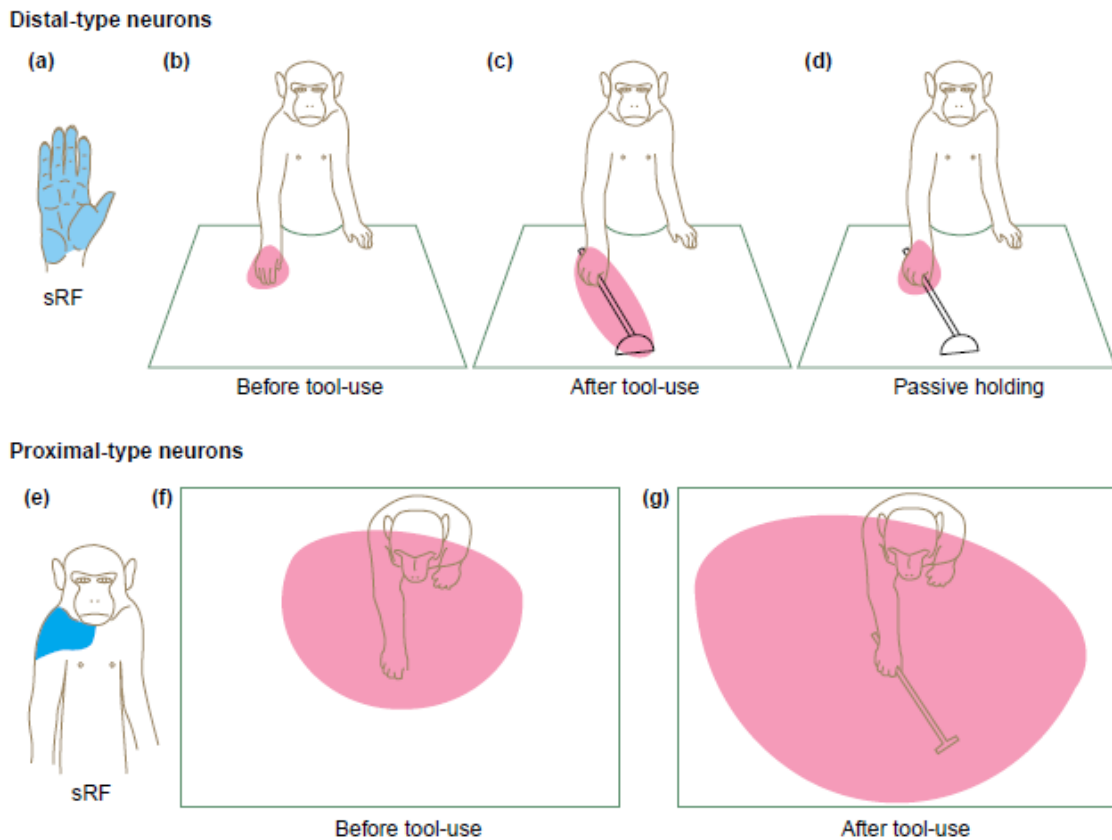 Distal-type neurons
(a)
(b)
(c)
(d)
sRF
Before tool-use
After tool-use
Passive holding
Proximal-type neurons
(e)
(f)
(g)
sRF
Before tool-use
After tool-use